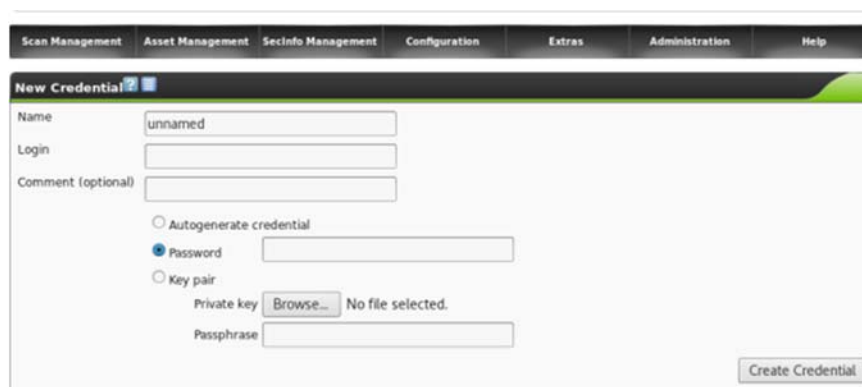 Scan Management Asset Management SecInfo Management Configuration Extras Administration Help
New Credential ?
Name unnamed
Login
Comment (optional)
Autogenerate credential
Password
Key pair
Private key Browse... No file selected.
Passphrase
Create Credential